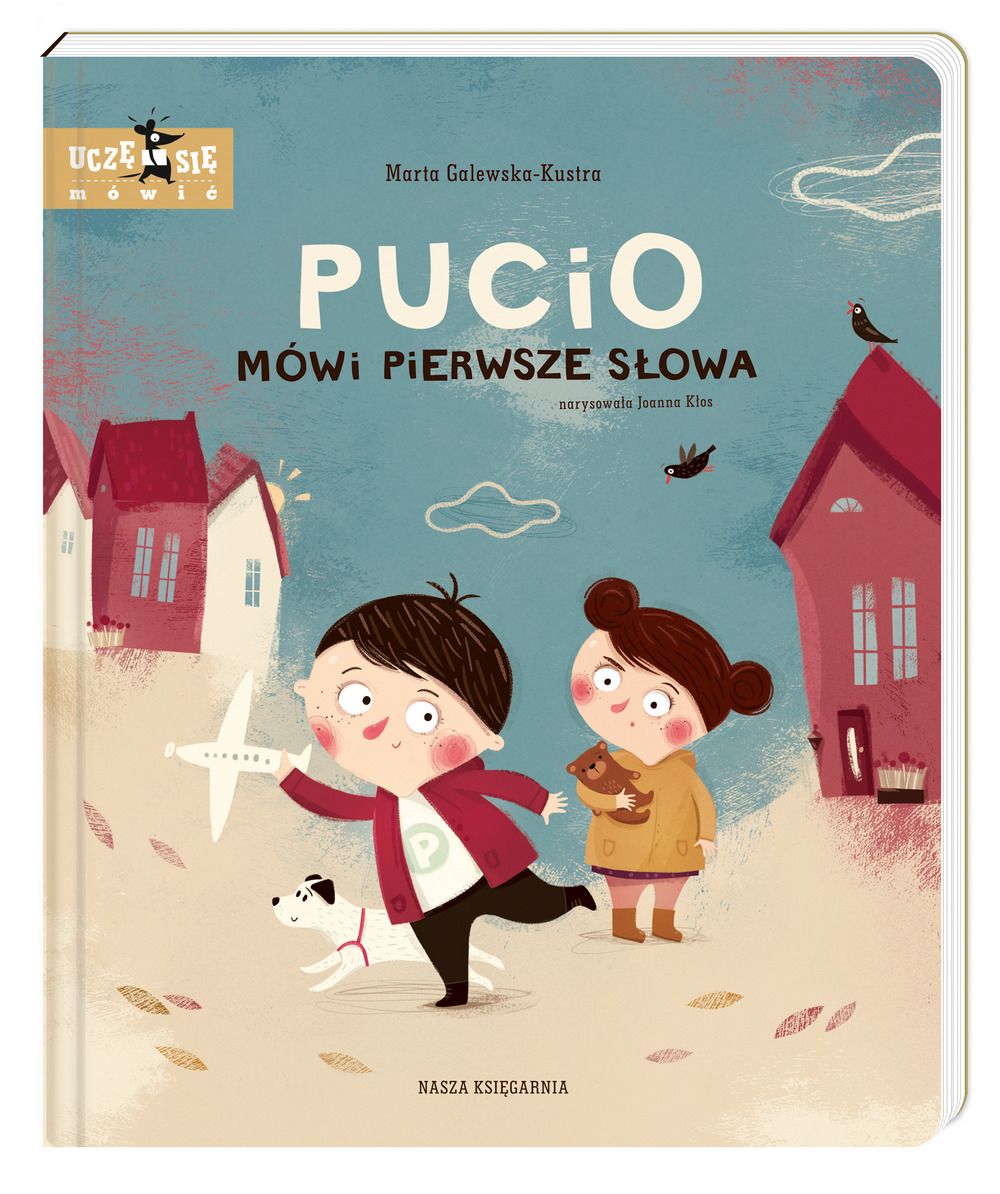 UCZĘ SIĘ
mówić
Marta Galewska-Kustra
PUCiO
MÓWi PiERWSZE SŁOWA
narysowała Joanna Kłos
P
NASZA KSIĘGARNIA